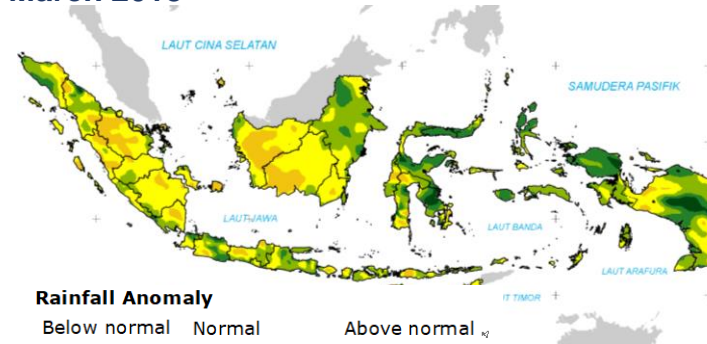 LAUT CINA SELATAN
SAMUDERA PASIFIK
LAUT JAWA
LAUT BANDA
LAUT ARAFURA
IT TIMOR
Rainfall Anomaly
Below normal Normal Above normal